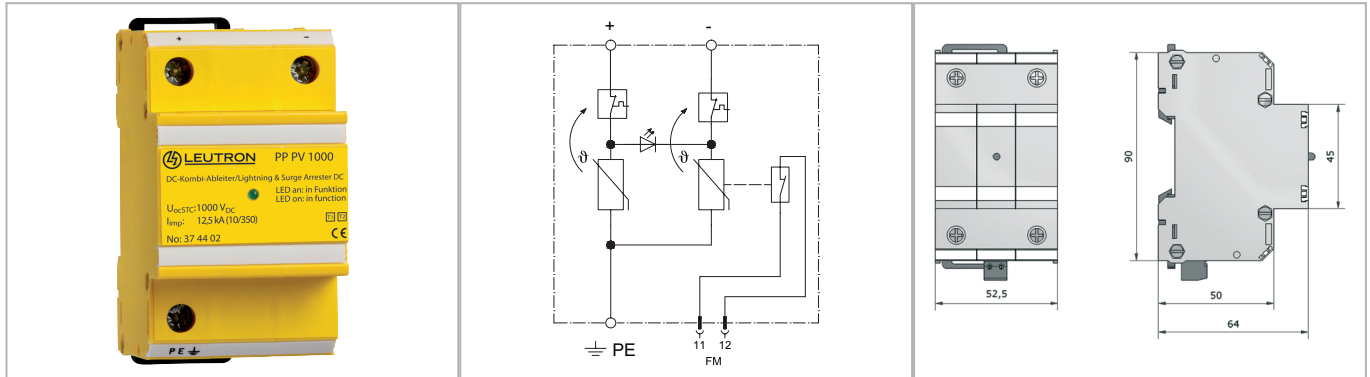 + -
LEUTRON PP PV 1000
DC-Kombi-Ableiter/Lightning & Surge Arrester DC
LED an: in Funktion
LED on: in function
UocSTC: 1000 VDC
Iimp: 12,5 kA (10/350)
T1 T2
No: 37 44 02
CE
PE
+ -
ϑ ϑ
PE
11 12
FM
90
52,5
45
50
64